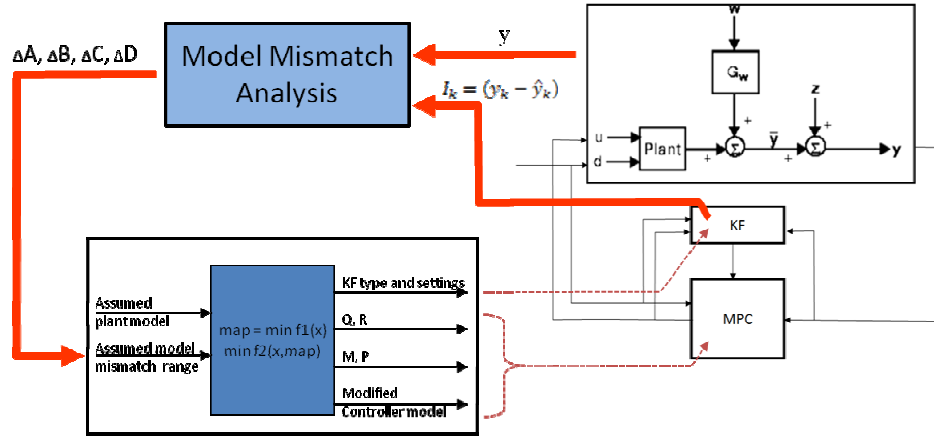 ΔA, ΔB, ΔC, ΔD
Model Mismatch
Analysis
y
I_k = (y_k − ŷ_k)
w
G_w
z
+
+
u
d
Plant
+
Σ
ȳ
+
Σ
y
KF
MPC
Assumed
plant model
Assumed model
mismatch range
map = min f1(x)
min f2(x,map)
KF type and settings
Q, R
M, P
Modified
Controller model